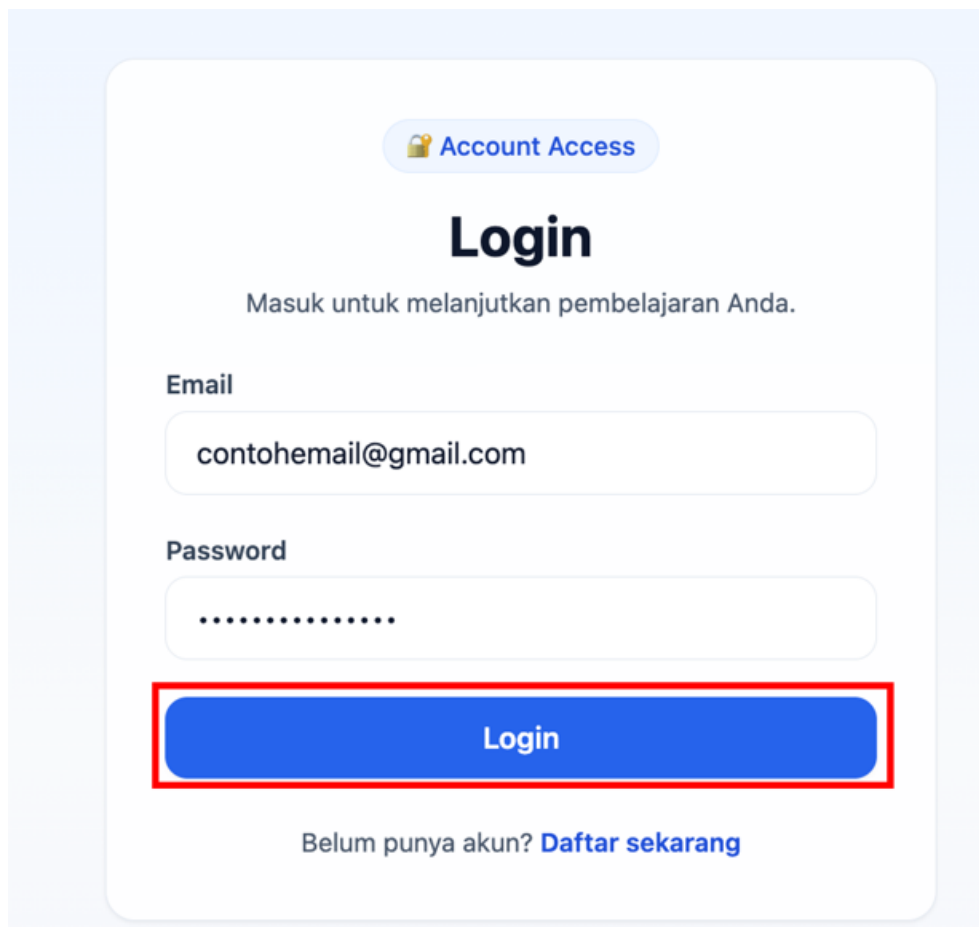 🔐 Account Access
Login
Masuk untuk melanjutkan pembelajaran Anda.
Email
contohemail@gmail.com
Password
•••••••••••••••
Login
Belum punya akun? Daftar sekarang